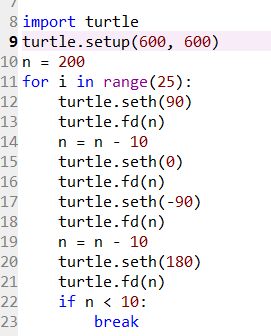 8 import turtle
9 turtle.setup(600, 600)
10 n = 200
11 for i in range(25):
12     turtle.seth(90)
13     turtle.fd(n)
14     n = n - 10
15     turtle.seth(0)
16     turtle.fd(n)
17     turtle.seth(-90)
18     turtle.fd(n)
19     n = n - 10
20     turtle.seth(180)
21     turtle.fd(n)
22     if n < 10:
23         break